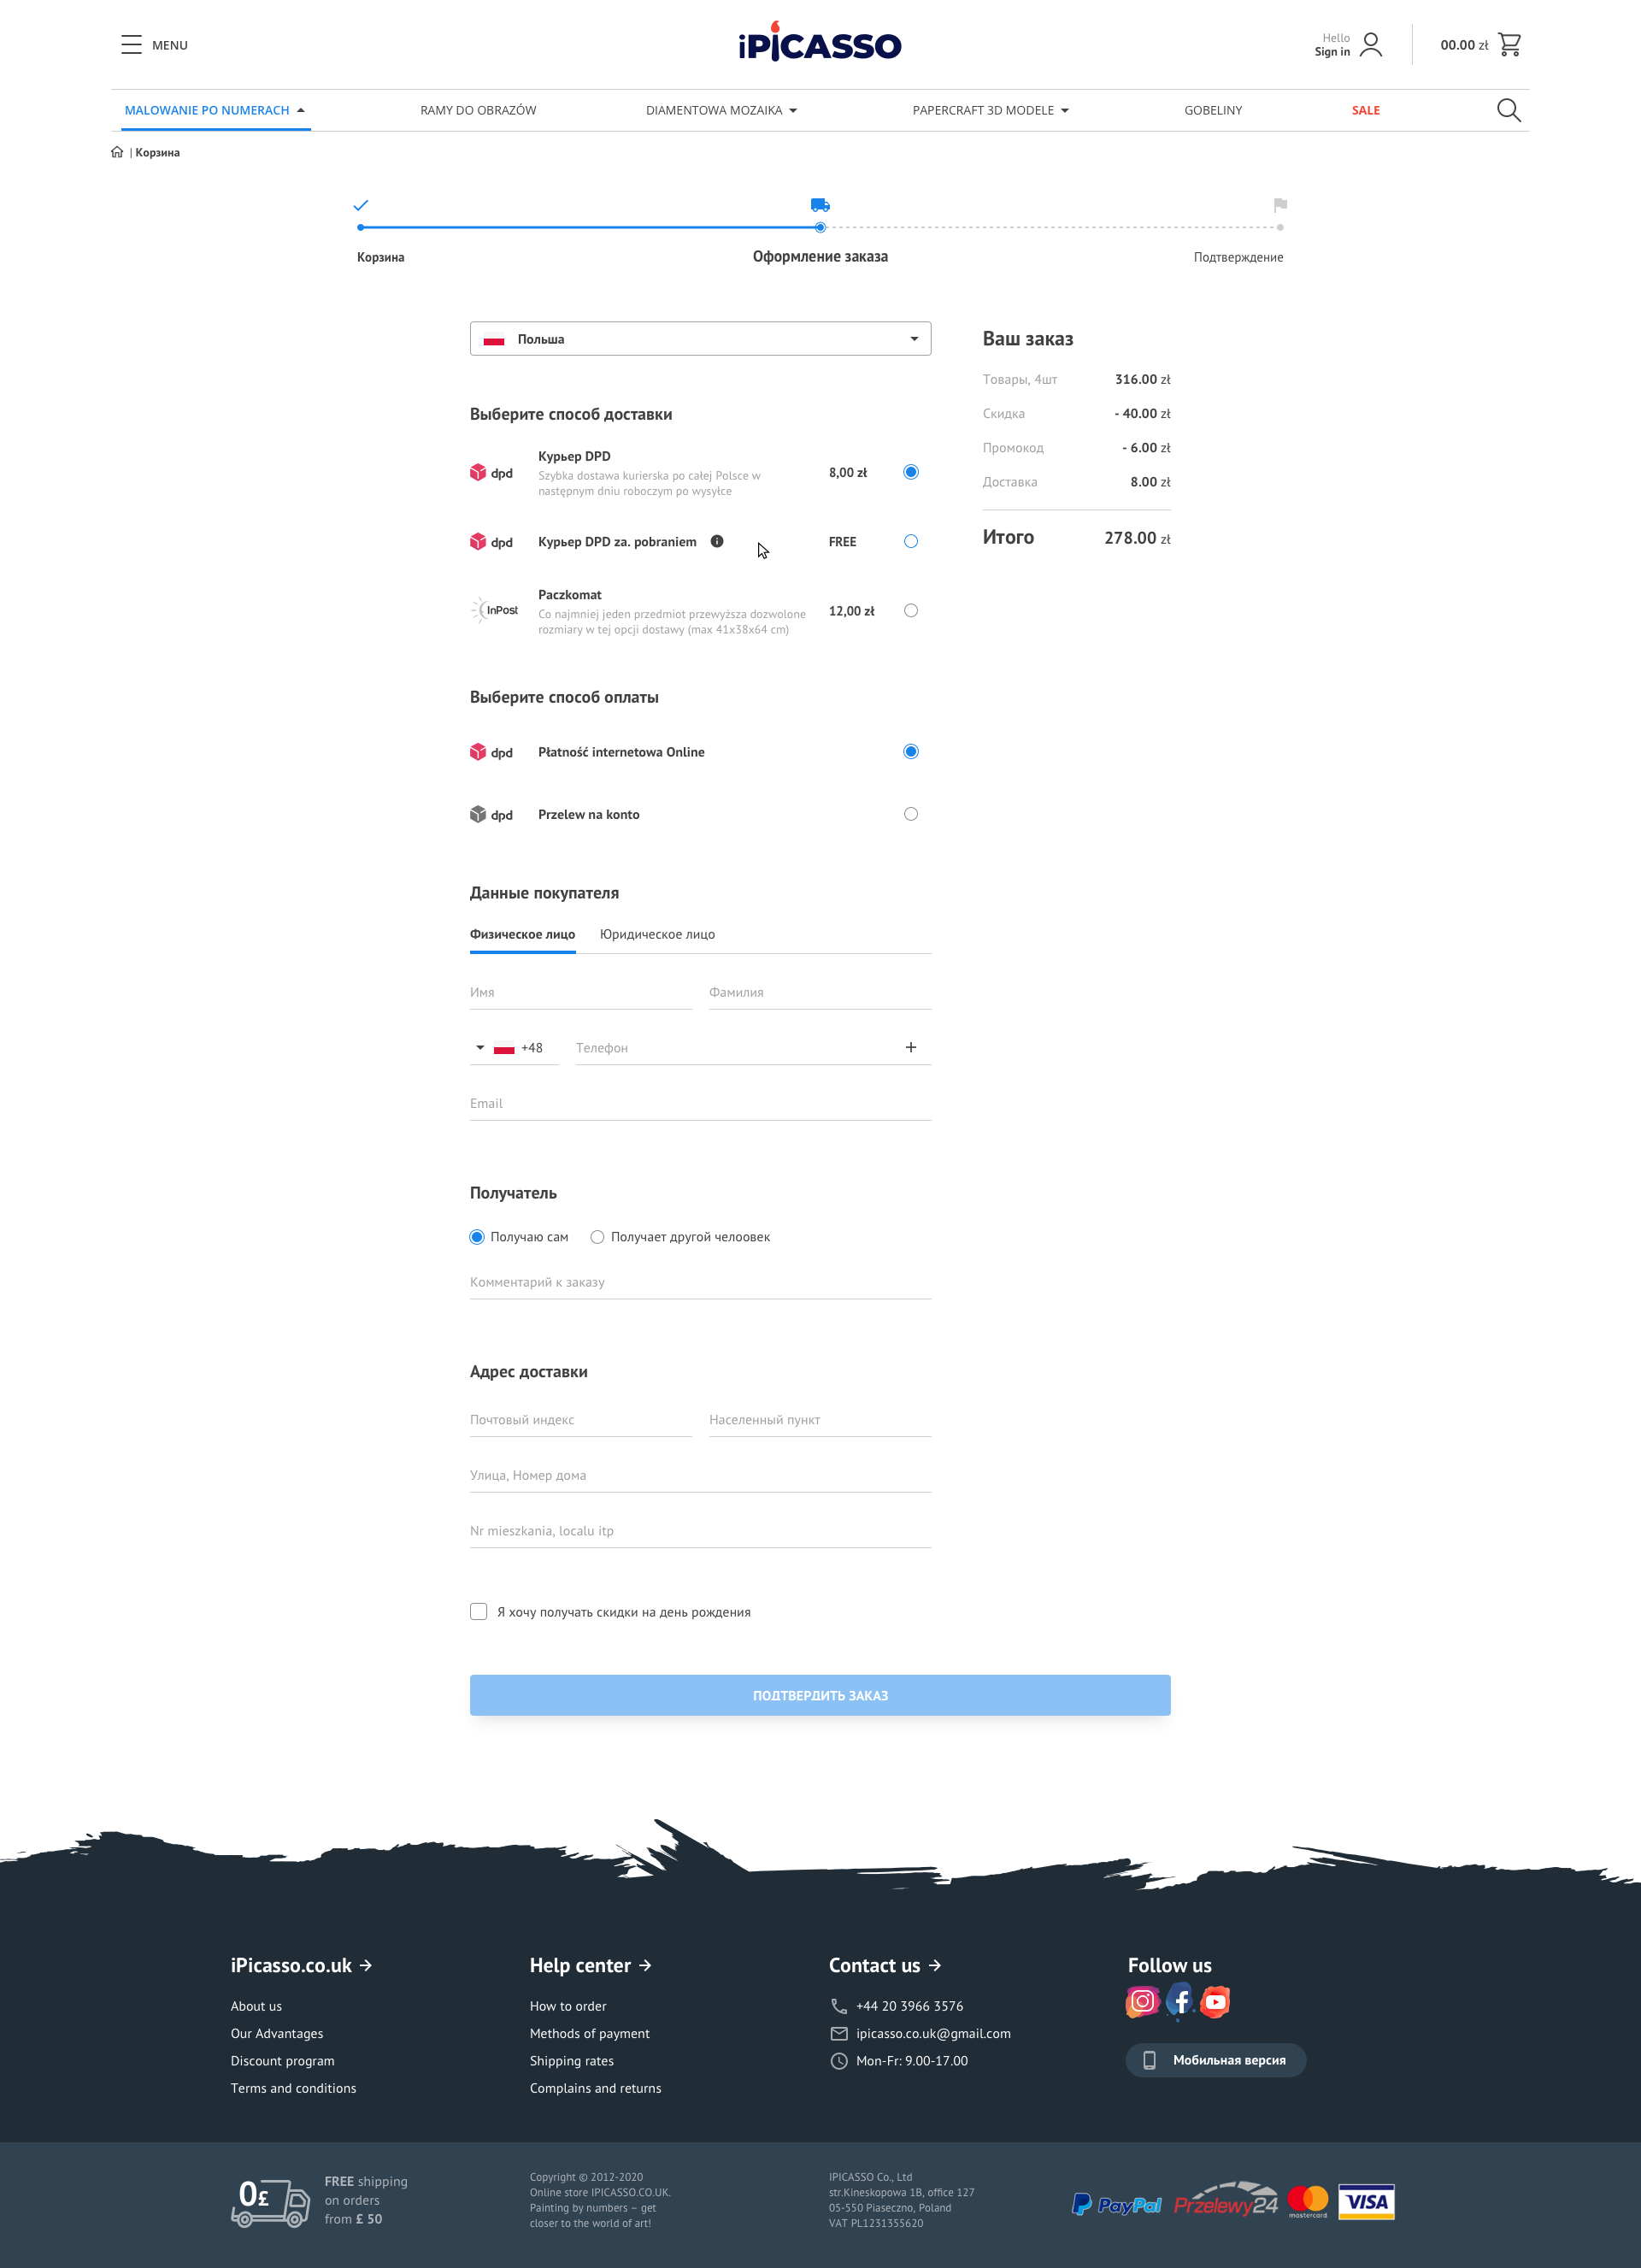 MENU
iPICASSO
Hello
Sign in
00.00 zł
MALOWANIE PO NUMERACH
RAMY DO OBRAZÓW
DIAMENTOWA MOZAIKA
PAPERCRAFT 3D MODELE
GOBELINY
SALE
| Корзина
Корзина
Оформление заказа
Подтверждение
Польша
Выберите способ доставки
dpd
Курьер DPD
Szybka dostawa kurierska po całej Polsce w
następnym dniu roboczym po wysyłce
8,00 zł
dpd
Курьер DPD za. pobraniem
FREE
InPost
Paczkomat
Co najmniej jeden przedmiot przewyższa dozwolone
rozmiary w tej opcji dostawy (max 41x38x64 cm)
12,00 zł
Ваш заказ
Товары, 4шт 316.00 zł
Скидка - 40.00 zł
Промокод - 6.00 zł
Доставка 8.00 zł
Итого 278.00 zł
Выберите способ оплаты
dpd
Płatność internetowa Online
dpd
Przelew na konto
Данные покупателя
Физическое лицо
Юридическое лицо
Имя
Фамилия
+48
Телефон
Email
Получатель
Получаю сам
Получает другой челоовек
Комментарий к заказу
Адрес доставки
Почтовый индекс
Населенный пункт
Улица, Номер дома
Nr mieszkania, localu itp
Я хочу получать скидки на день рождения
ПОДТВЕРДИТЬ ЗАКАЗ
iPicasso.co.uk
About us
Our Advantages
Discount program
Terms and conditions
Help center
How to order
Methods of payment
Shipping rates
Complains and returns
Contact us
+44 20 3966 3576
ipicasso.co.uk@gmail.com
Mon-Fr: 9.00-17.00
Follow us
Мобильная версия
0£
FREE shipping
on orders
from £ 50
Copyright © 2012-2020
Online store IPICASSO.CO.UK.
Painting by numbers – get
closer to the world of art!
IPICASSO Co., Ltd
str.Kineskopowa 1B, office 127
05-550 Piaseczno, Poland
VAT PL1231355620
PayPal
Przelewy24
mastercard
VISA